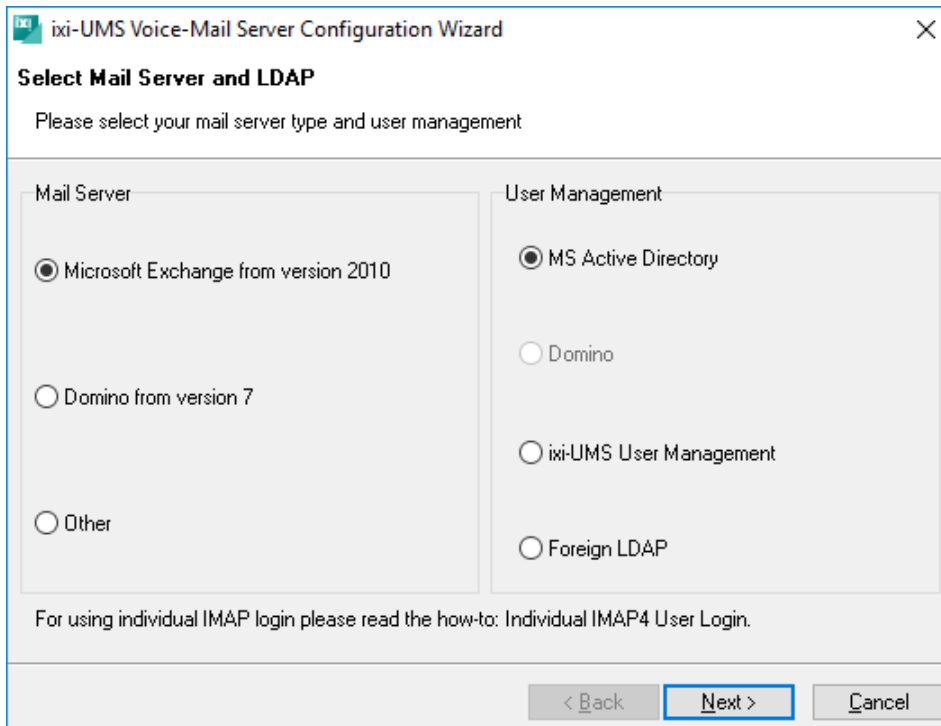 ixi-UMS Voice-Mail Server Configuration Wizard
Select Mail Server and LDAP
Please select your mail server type and user management
Mail Server
Microsoft Exchange from version 2010
Domino from version 7
Other
User Management
MS Active Directory
Domino
ixi-UMS User Management
Foreign LDAP
For using individual IMAP login please read the how-to: Individual IMAP4 User Login.
< Back
Next >
Cancel